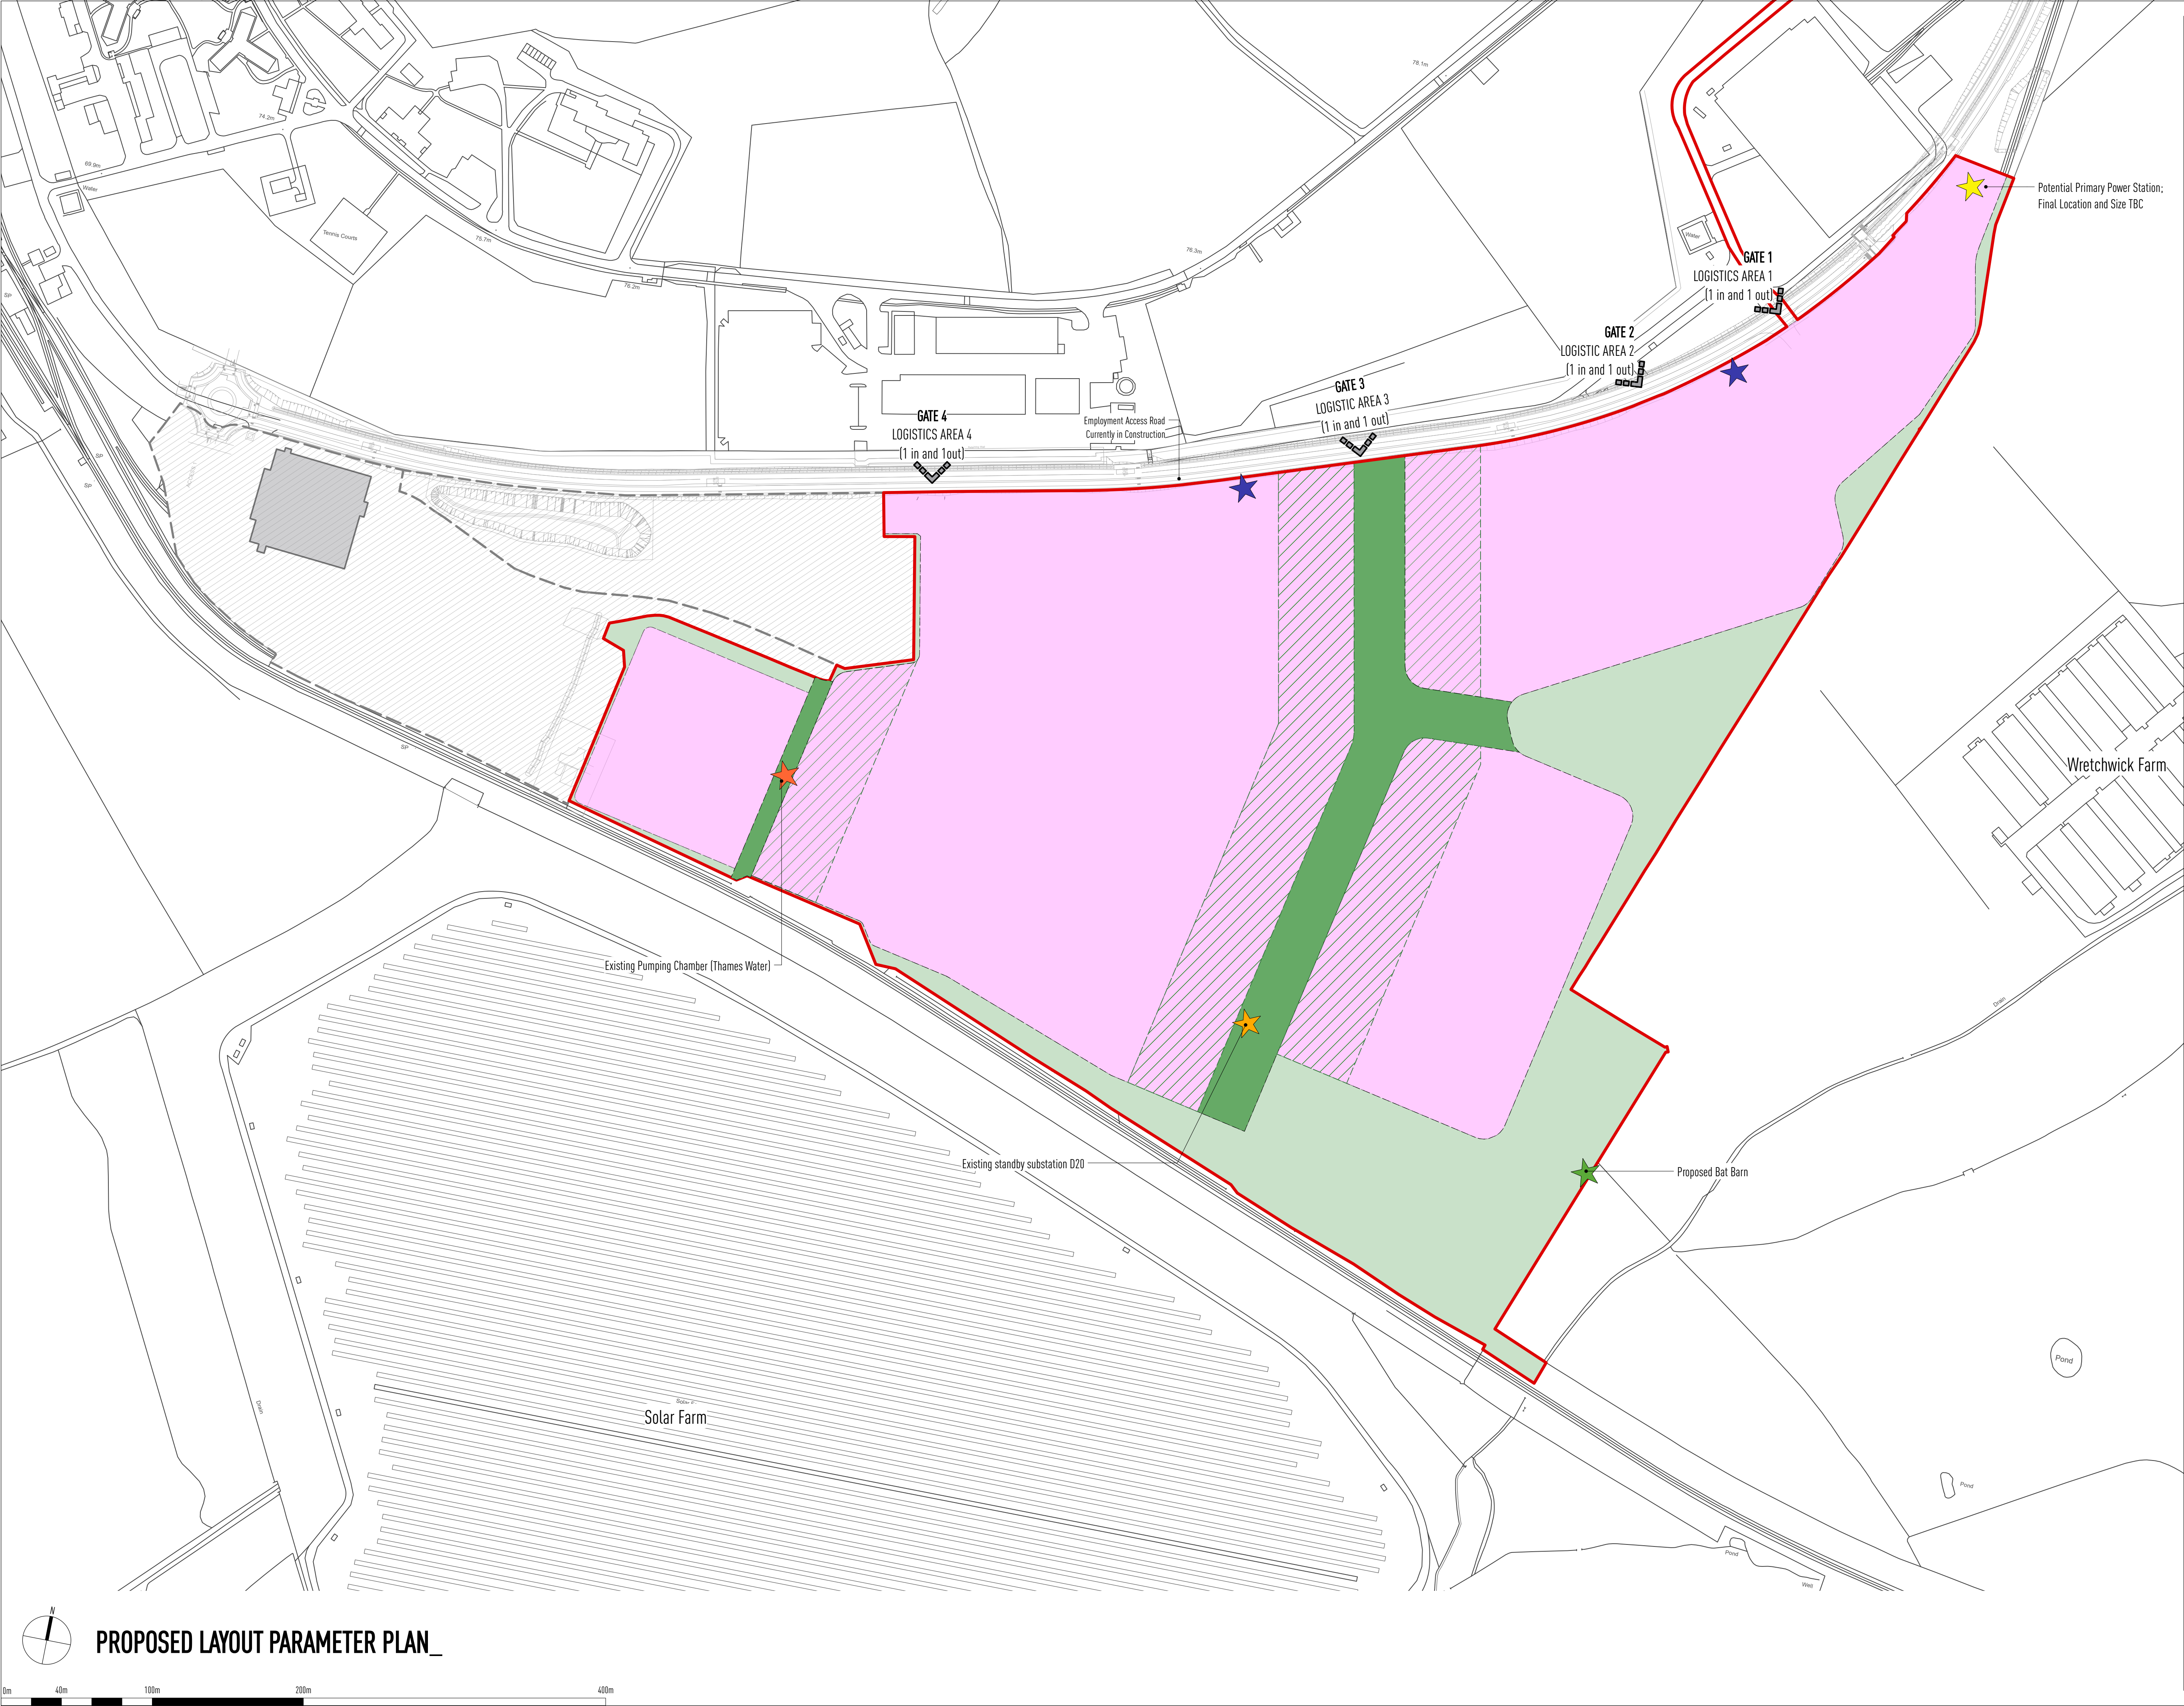 78.1m
74.2m
69.9m
Water
Tennis Courts
75.7m
76.3m
76.2m
SP
Water
Potential Primary Power Station;
Final Location and Size TBC
GATE 1
LOGISTICS AREA 1
(1 in and 1 out)
GATE 2
LOGISTIC AREA 2
(1 in and 1 out)
GATE 3
LOGISTIC AREA 3
(1 in and 1 out)
GATE 4
LOGISTICS AREA 4
(1 in and 1out)
Employment Access Road
Currently in Construction
SP
SP
SP
Wretchwick Farm
Existing Pumping Chamber (Thames Water)
Drain
Existing standby substation D20
Proposed Bat Barn
Pond
Drain
Solar Farm
Pond
Pond
Well
N
PROPOSED LAYOUT PARAMETER PLAN_
0m 40m 100m 200m 400m